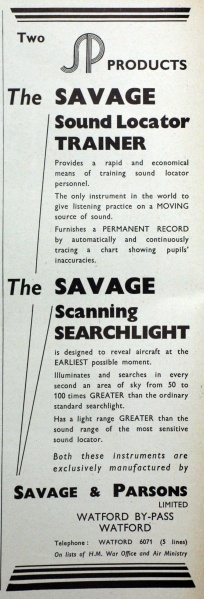 Two SP PRODUCTS
The SAVAGE
Sound Locator
TRAINER
Provides a rapid and economical
means of training sound locator
personnel.
The only instrument in the world to
give listening practice on a MOVING
source of sound.
Furnishes a PERMANENT RECORD
by automatically and continuously
tracing a chart showing pupils'
inaccuracies.
The SAVAGE
Scanning
SEARCHLIGHT
is designed to reveal aircraft at the
EARLIEST possible moment.
Illuminates and searches in every
second an area of sky from 50 to
100 times GREATER than the ordinary
standard searchlight.
Has a light range GREATER than the
sound range of the most sensitive
sound locator.
Both these instruments are
exclusively manufactured by
SAVAGE & PARSONS
LIMITED
WATFORD BY-PASS
WATFORD
Telephone: WATFORD 6071 (5 lines)
On lists of H.M. War Office and Air Ministry